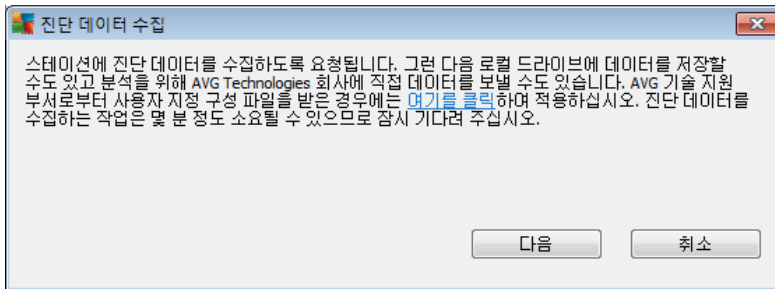 진단 데이터 수집
스테이션에 진단 데이터를 수집하도록 요청됩니다. 그런 다음 로컬 드라이브에 데이터를 저장할
수도 있고 분석을 위해 AVG Technologies 회사에 직접 데이터를 보낼 수도 있습니다. AVG 기술 지원
부서로부터 사용자 지정 구성 파일을 받은 경우에는 여기를 클릭하여 적용하십시오. 진단 데이터를
수집하는 작업은 몇 분 정도 소요될 수 있으므로 잠시 기다려 주십시오.
다음 취소